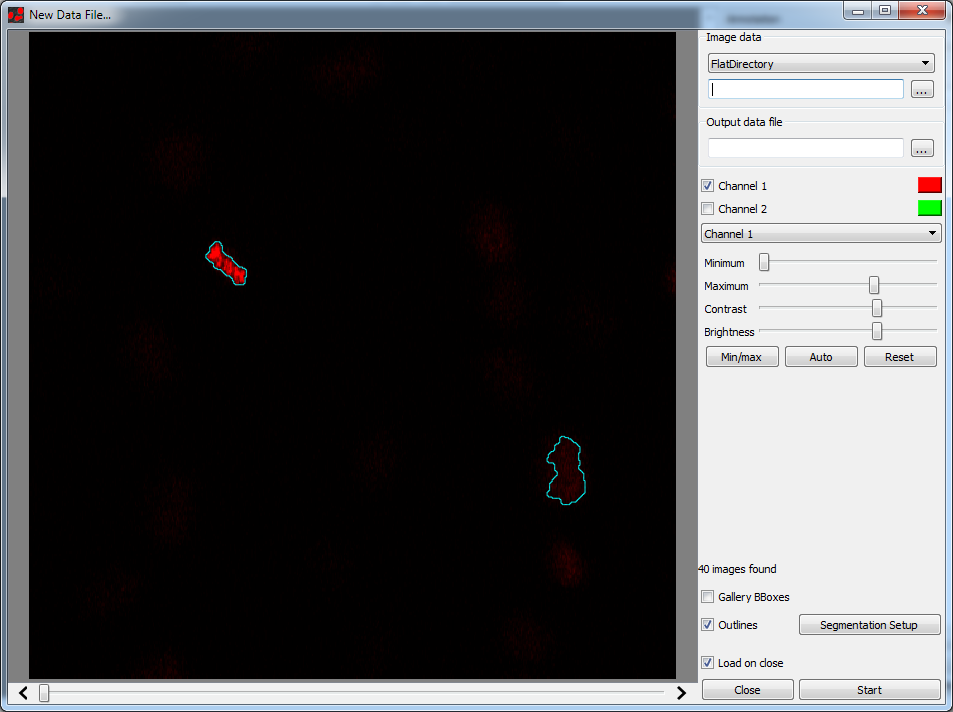 New Data File...
Annotation
Image data
FlatDirectory
...
Output data file
...
Channel 1
Channel 2
Channel 1
Minimum
Maximum
Contrast
Brightness
Min/max Auto Reset
40 images found
Gallery BBoxes
Outlines Segmentation Setup
Load on close
Close Start